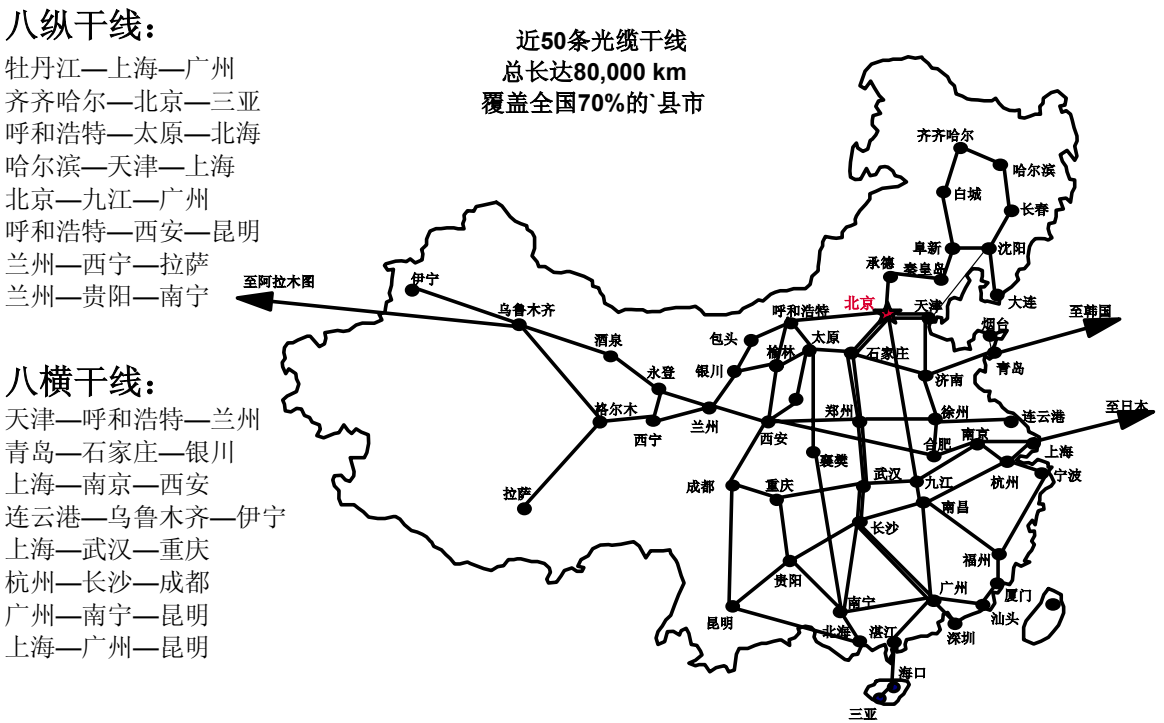 八纵干线：
牡丹江—上海—广州
齐齐哈尔—北京—三亚
呼和浩特—太原—北海
哈尔滨—天津—上海
北京—九江—广州
呼和浩特—西安—昆明
兰州—西宁—拉萨
兰州—贵阳—南宁
八横干线：
天津—呼和浩特—兰州
青岛—石家庄—银川
上海—南京—西安
连云港—乌鲁木齐—伊宁
上海—武汉—重庆
杭州—长沙—成都
广州—南宁—昆明
上海—广州—昆明
近50条光缆干线
总长达80,000 km
覆盖全国70%的`县市
齐齐哈尔
哈尔滨
白城
长春
阜新
沈阳
承德
秦皇岛
大连
至阿拉木图
伊宁
乌鲁木齐
北京
天津
呼和浩特
至韩国
烟台
酒泉
包头
太原
榆林
石家庄
青岛
银川
济南
永登
格尔木
西宁
兰州
西安
郑州
徐州
连云港
至日本
合肥
南京
上海
襄樊
拉萨
成都
重庆
武汉
九江
杭州
宁波
南昌
长沙
贵阳
福州
昆明
南宁
广州
厦门
汕头
北海
湛江
深圳
海口
三亚